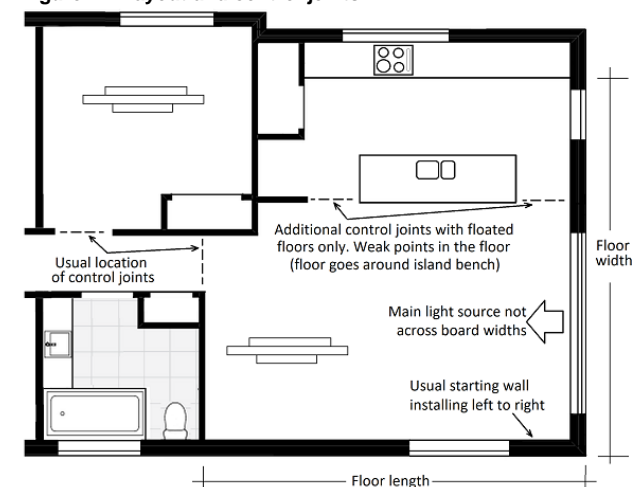 Additional control joints with floated
floors only. Weak points in the floor
(floor goes around island bench)
Usual location
of control joints
Floor
width
Main light source not
across board widths
Usual starting wall
installing left to right
Floor length